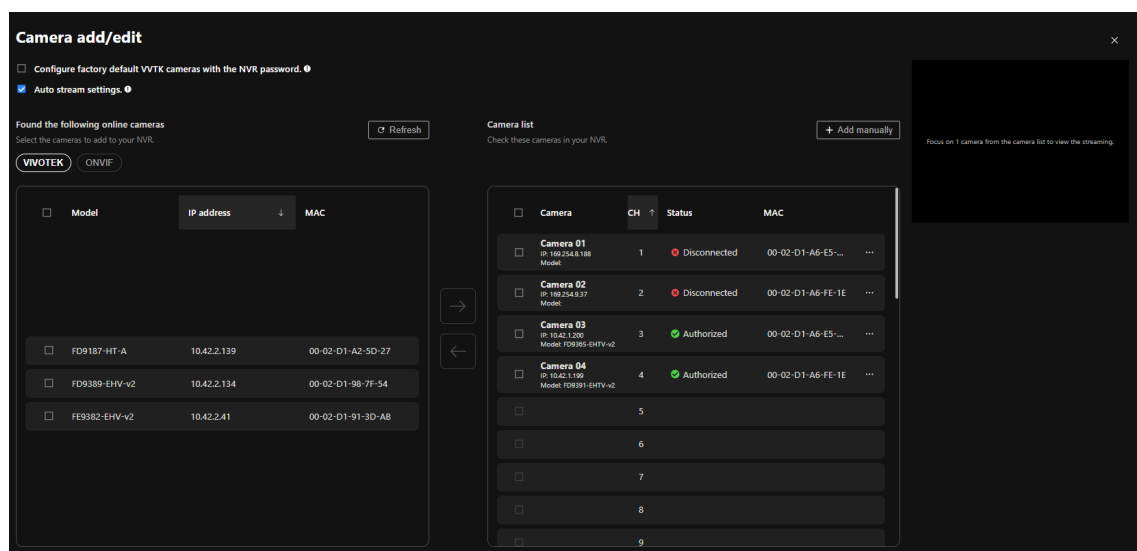 Camera add/edit
Configure factory default VVTK cameras with the NVR password.
Auto stream settings.
Found the following online cameras
Select the cameras to add to your NVR.
Refresh
VIVOTEK ONVIF
Model IP address MAC
FD9187-HT-A 10.42.2.139 00-02-D1-A2-5D-27
FD9389-EHV-v2 10.42.2.134 00-02-D1-98-7F-54
FE9382-EHV-v2 10.42.2.41 00-02-D1-91-3D-AB
Camera list
Check these cameras in your NVR.
+ Add manually
Camera CH Status MAC
Camera 01
IP: 169.254.8.188
Model:
1 Disconnected 00-02-D1-A6-E5-... ...
Camera 02
IP: 169.254.9.37
Model:
2 Disconnected 00-02-D1-A6-FE-1E ...
Camera 03
IP: 10.42.1.200
Model: FD9365-EHTV-v2
3 Authorized 00-02-D1-A6-E5-... ...
Camera 04
IP: 10.42.1.199
Model: FD9391-EHTV-v2
4 Authorized 00-02-D1-A6-FE-1E ...
5
6
7
8
9
Focus on 1 camera from the camera list to view the streaming.